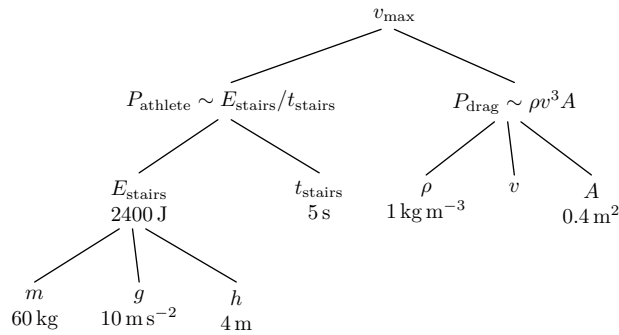 v_max
P_athlete ∼ E_stairs/t_stairs P_drag ∼ ρv³A
E_stairs t_stairs ρ v A
2400 J 5 s 1 kg m⁻³ 0.4 m²
m g h
60 kg 10 m s⁻² 4 m